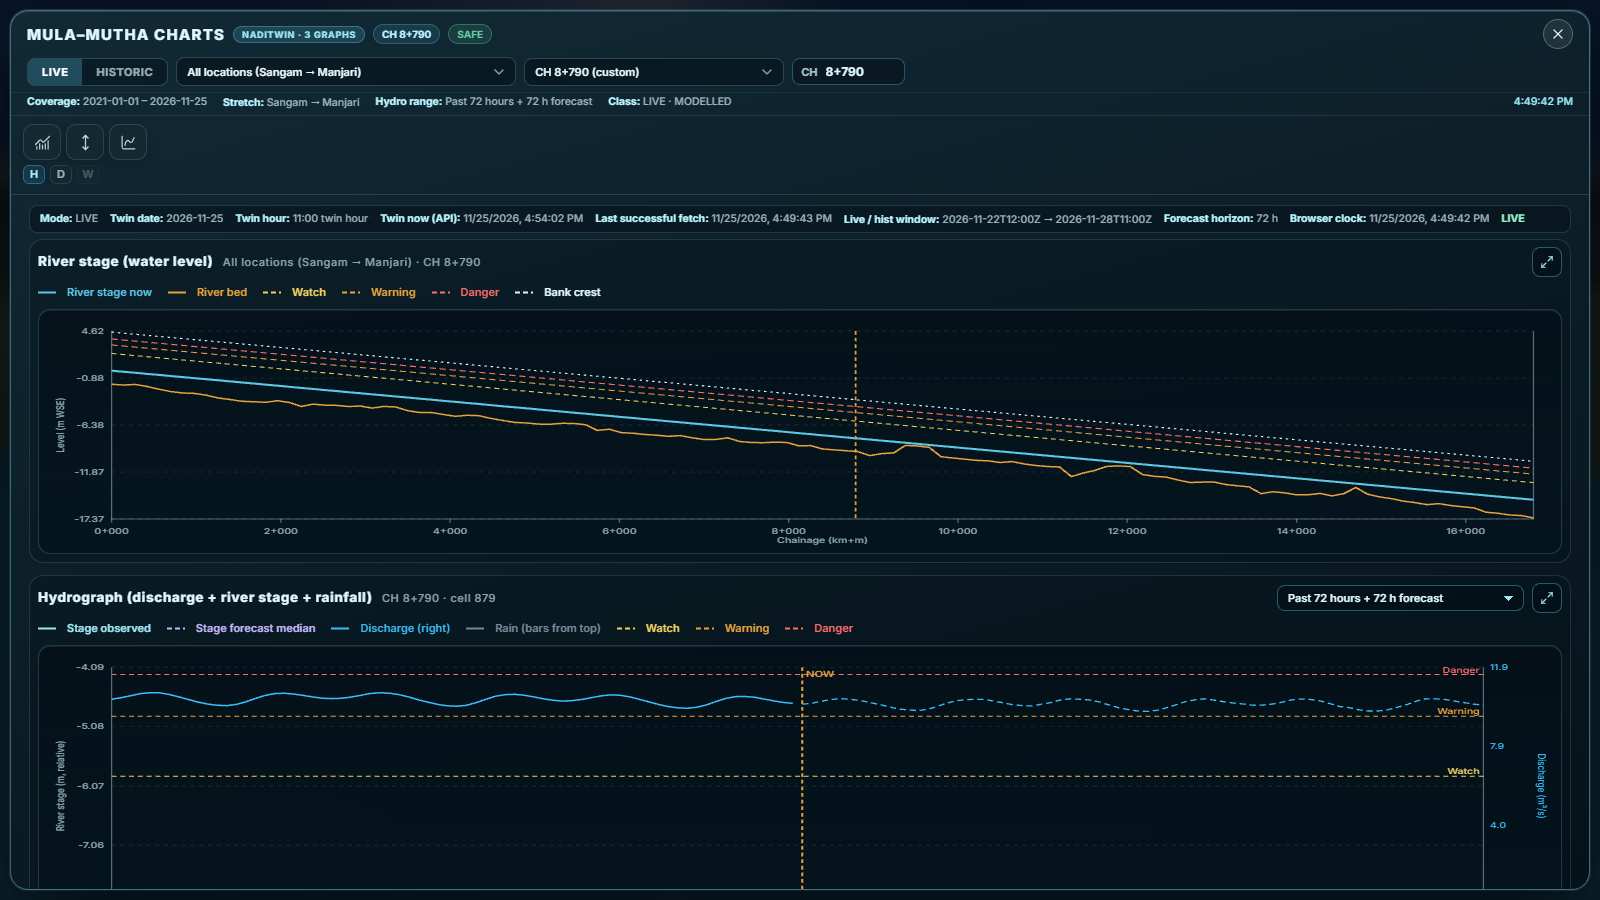 MULA–MUTHA CHARTS NADITWIN · 3 GRAPHS CH 8+790 SAFE
LIVE HISTORIC All locations (Sangam → Manjari) CH 8+790 (custom) CH 8+790
Coverage: 2021-01-01 – 2026-11-25 Stretch: Sangam → Manjari Hydro range: Past 72 hours + 72 h forecast Class: LIVE · MODELLED 4:49:42 PM
H D W
Mode: LIVE Twin date: 2026-11-25 Twin hour: 11:00 twin hour Twin now (API): 11/25/2026, 4:54:02 PM Last successful fetch: 11/25/2026, 4:49:43 PM Live / hist window: 2026-11-22T12:00Z → 2026-11-28T11:00Z Forecast horizon: 72 h Browser clock: 11/25/2026, 4:49:42 PM LIVE
River stage (water level) All locations (Sangam → Manjari) · CH 8+790
River stage now River bed Watch Warning Danger Bank crest
4.62
-0.88
-6.38
-11.87
-17.37
Level (m WSE)
0+000 2+000 4+000 6+000 8+000 10+000 12+000 14+000 16+000
Chainage (km+m)
Hydrograph (discharge + river stage + rainfall) CH 8+790 · cell 879 Past 72 hours + 72 h forecast
Stage observed Stage forecast median Discharge (right) Rain (bars from top) Watch Warning Danger
-4.09 11.9
NOW Danger
Warning
-5.08
7.9
Watch
-6.07
4.0
-7.06
River stage (m, relative)
Discharge (m³/s)